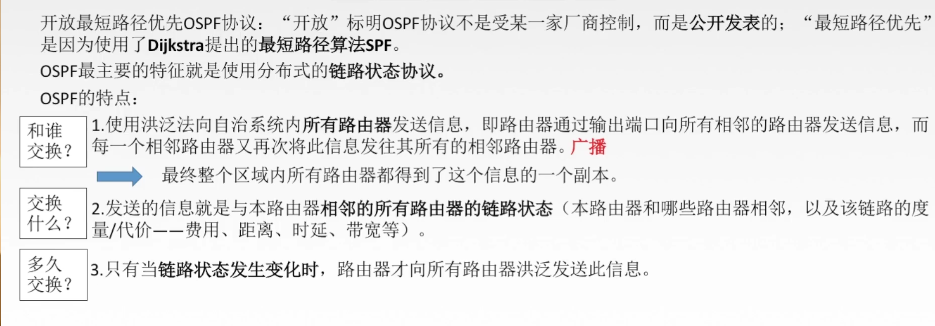 开放最短路径优先OSPF协议：“开放”标明OSPF协议不是受某一家厂商控制，而是公开发表的；“最短路径优先”
是因为使用了Dijkstra提出的最短路径算法SPF。
OSPF最主要的特征就是使用分布式的链路状态协议。
OSPF的特点：
和谁
交换？
1.使用洪泛法向自治系统内所有路由器发送信息，即路由器通过输出端口向所有相邻的路由器发送信息，而
每一个相邻路由器又再次将此信息发往其所有的相邻路由器。广播
最终整个区域内所有路由器都得到了这个信息的一个副本。
交换
什么？
2.发送的信息就是与本路由器相邻的所有路由器的链路状态（本路由器和哪些路由器相邻，以及该链路的度
量/代价——费用、距离、时延、带宽等）。
多久
交换？
3.只有当链路状态发生变化时，路由器才向所有路由器洪泛发送此信息。